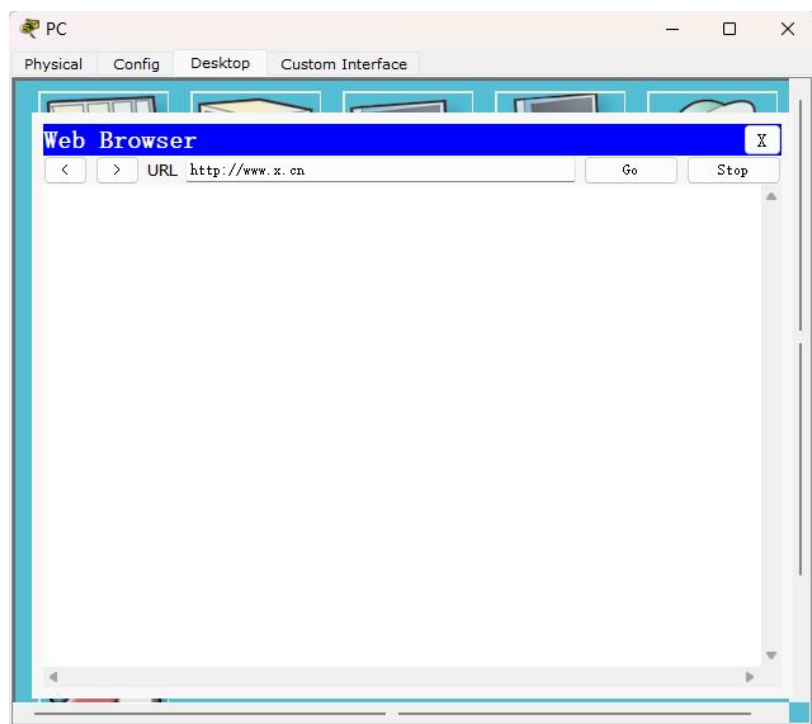 PC
Physical Config Desktop Custom Interface
Web Browser X
< > URL http://www.x.cn Go Stop